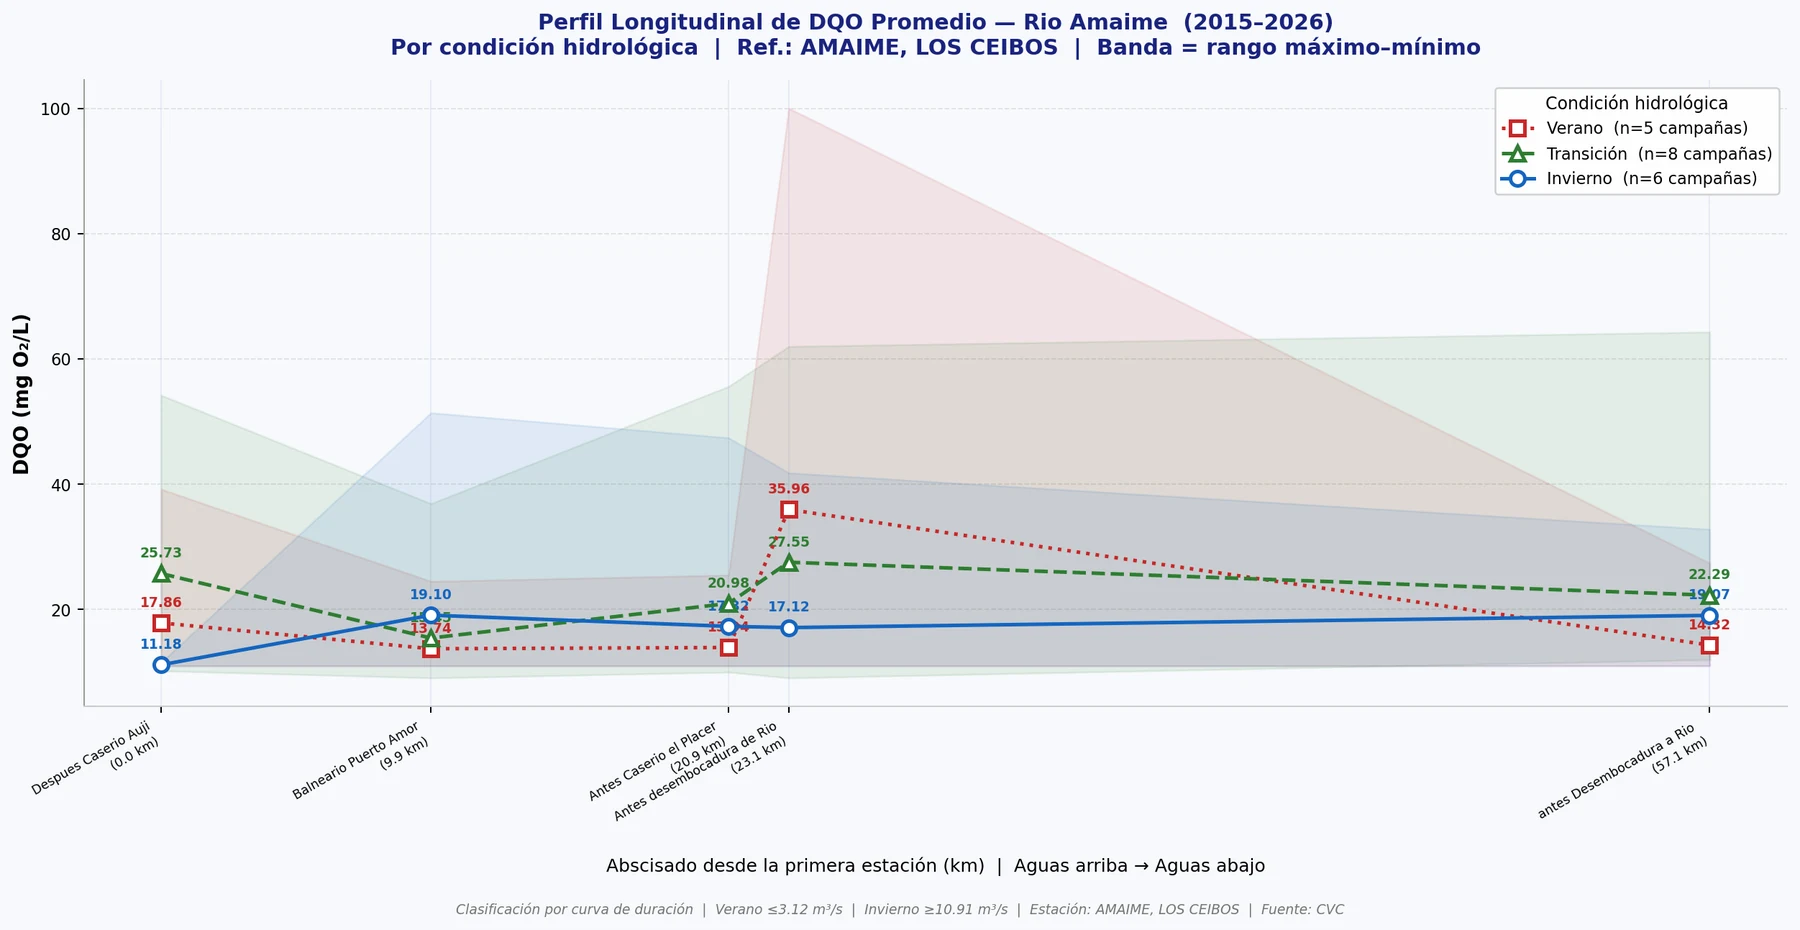 Perfil Longitudinal de DQO Promedio — Rio Amaime  (2015–2026)
Por condición hidrológica  |  Ref.: AMAIME, LOS CEIBOS  |  Banda = rango máximo–mínimo
DQO (mg O₂/L)
100
80
60
40
20
Condición hidrológica
Verano  (n=5 campañas)
Transición  (n=8 campañas)
Invierno  (n=6 campañas)
25.73
17.86
11.18
19.10
13.74
20.98
35.96
27.55
17.12
22.29
19.07
14.32
Despues Caserio Auji
(0.0 km)
Balneario Puerto Amor
(9.9 km)
Antes Caserio el Placer
(20.9 km)
Antes desembocadura de Rio
(23.1 km)
antes Desembocadura a Rio
(57.1 km)
Abscisado desde la primera estación (km)  |  Aguas arriba → Aguas abajo
Clasificación por curva de duración  |  Verano ≤3.12 m³/s  |  Invierno ≥10.91 m³/s  |  Estación: AMAIME, LOS CEIBOS  |  Fuente: CVC